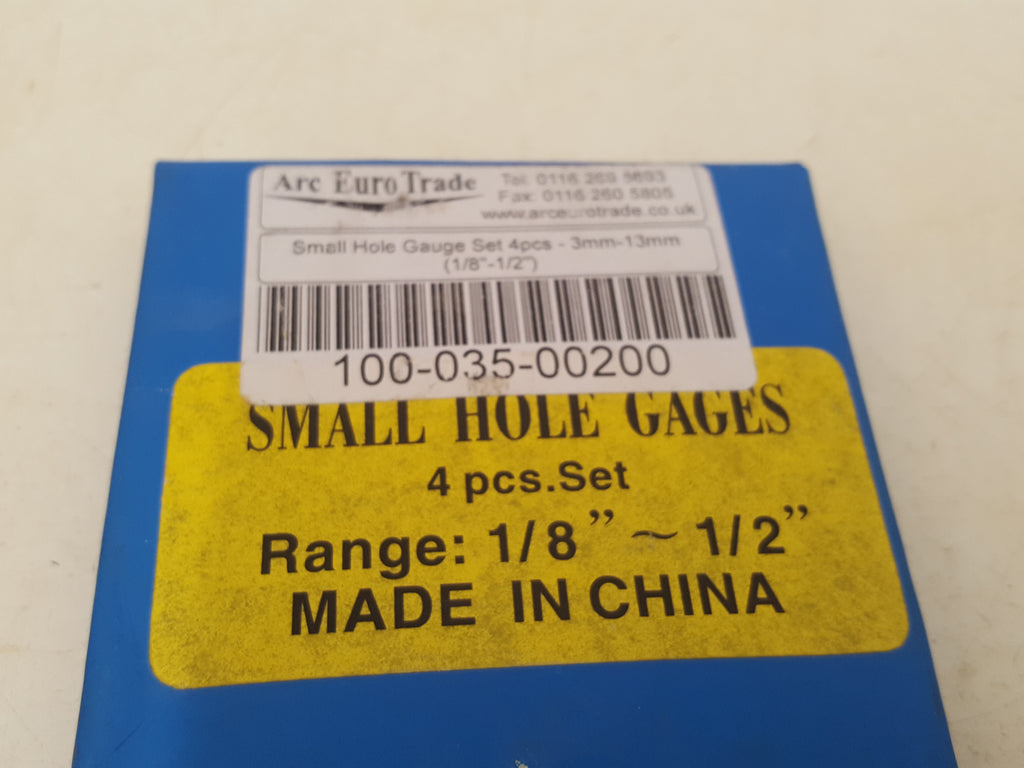 Arc Euro Trade
Tel: 0116 269 5693
Fax: 0116 260 5805
www.arceurotrade.co.uk
Small Hole Gauge Set 4pcs - 3mm-13mm
(1/8"-1/2")
100-035-00200
SMALL HOLE GAGES
4 pcs.Set
Range: 1/8" ~ 1/2"
MADE IN CHINA